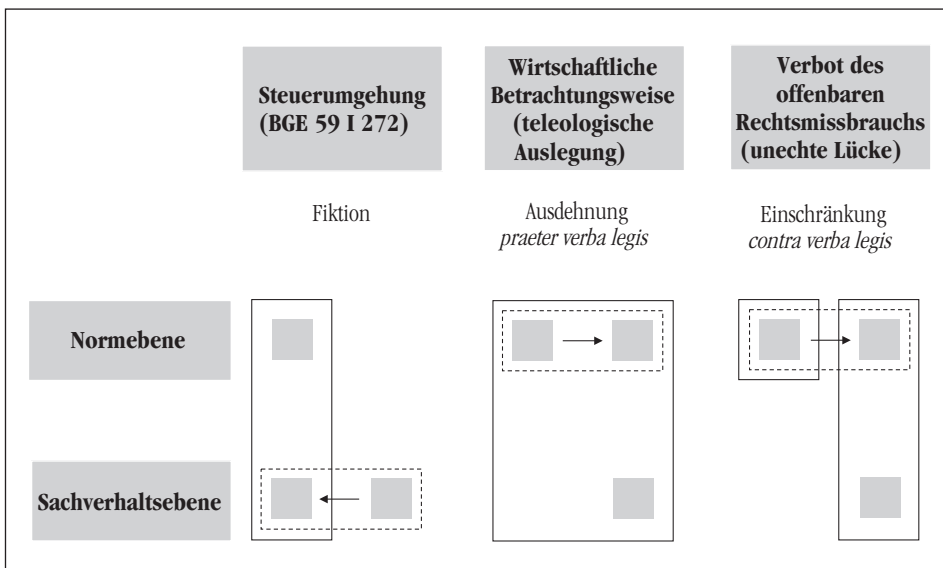 Steuerumgehung
(BGE 59 I 272)
Wirtschaftliche
Betrachtungsweise
(teleologische
Auslegung)
Verbot des
offenbaren
Rechtsmissbrauchs
(unechte Lücke)
Fiktion
Ausdehnung
praeter verba legis
Einschränkung
contra verba legis
Normebene
Sachverhaltsebene